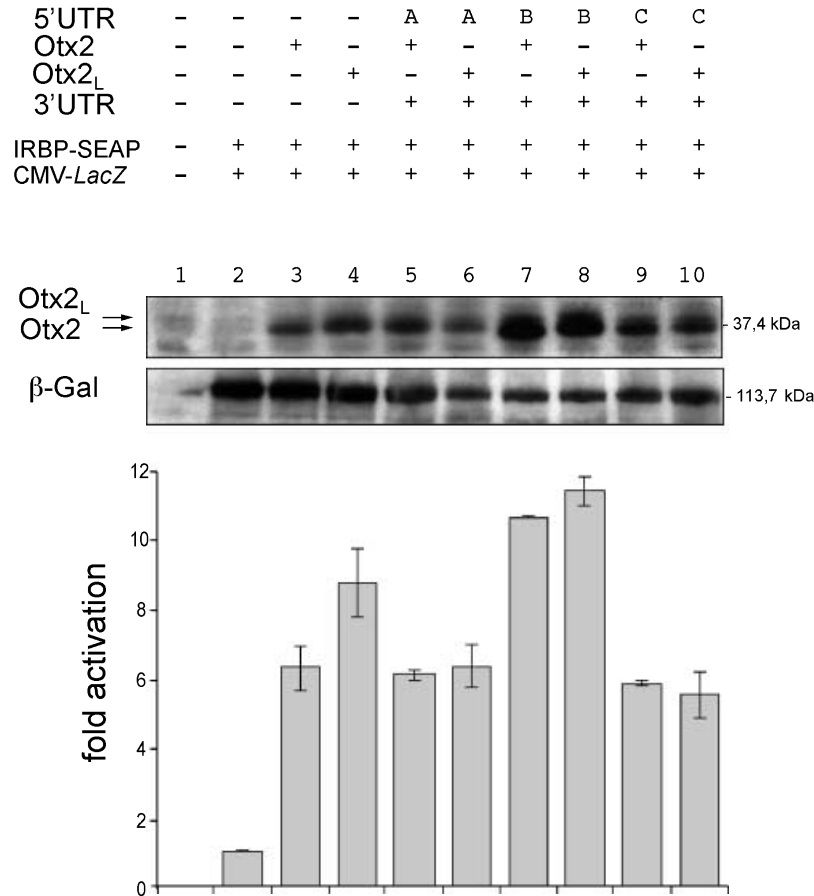 5’UTR – – – – A A B B C C
Otx2 – – + – + – + – + –
Otx2L – – – + – + – + – +
3’UTR – – – – + + + + + +
IRBP-SEAP – + + + + + + + + +
CMV-LacZ – + + + + + + + + +
1 2 3 4 5 6 7 8 9 10
Otx2L
Otx2
- 37,4 kDa
β-Gal
- 113,7 kDa
12
10
8
6
4
2
0
fold activation